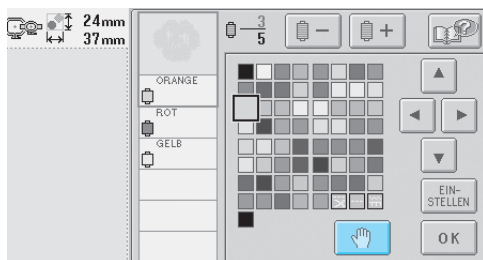 24mm
37mm
3
5
ORANGE
ROT
GELB
EIN-
STELLEN
OK